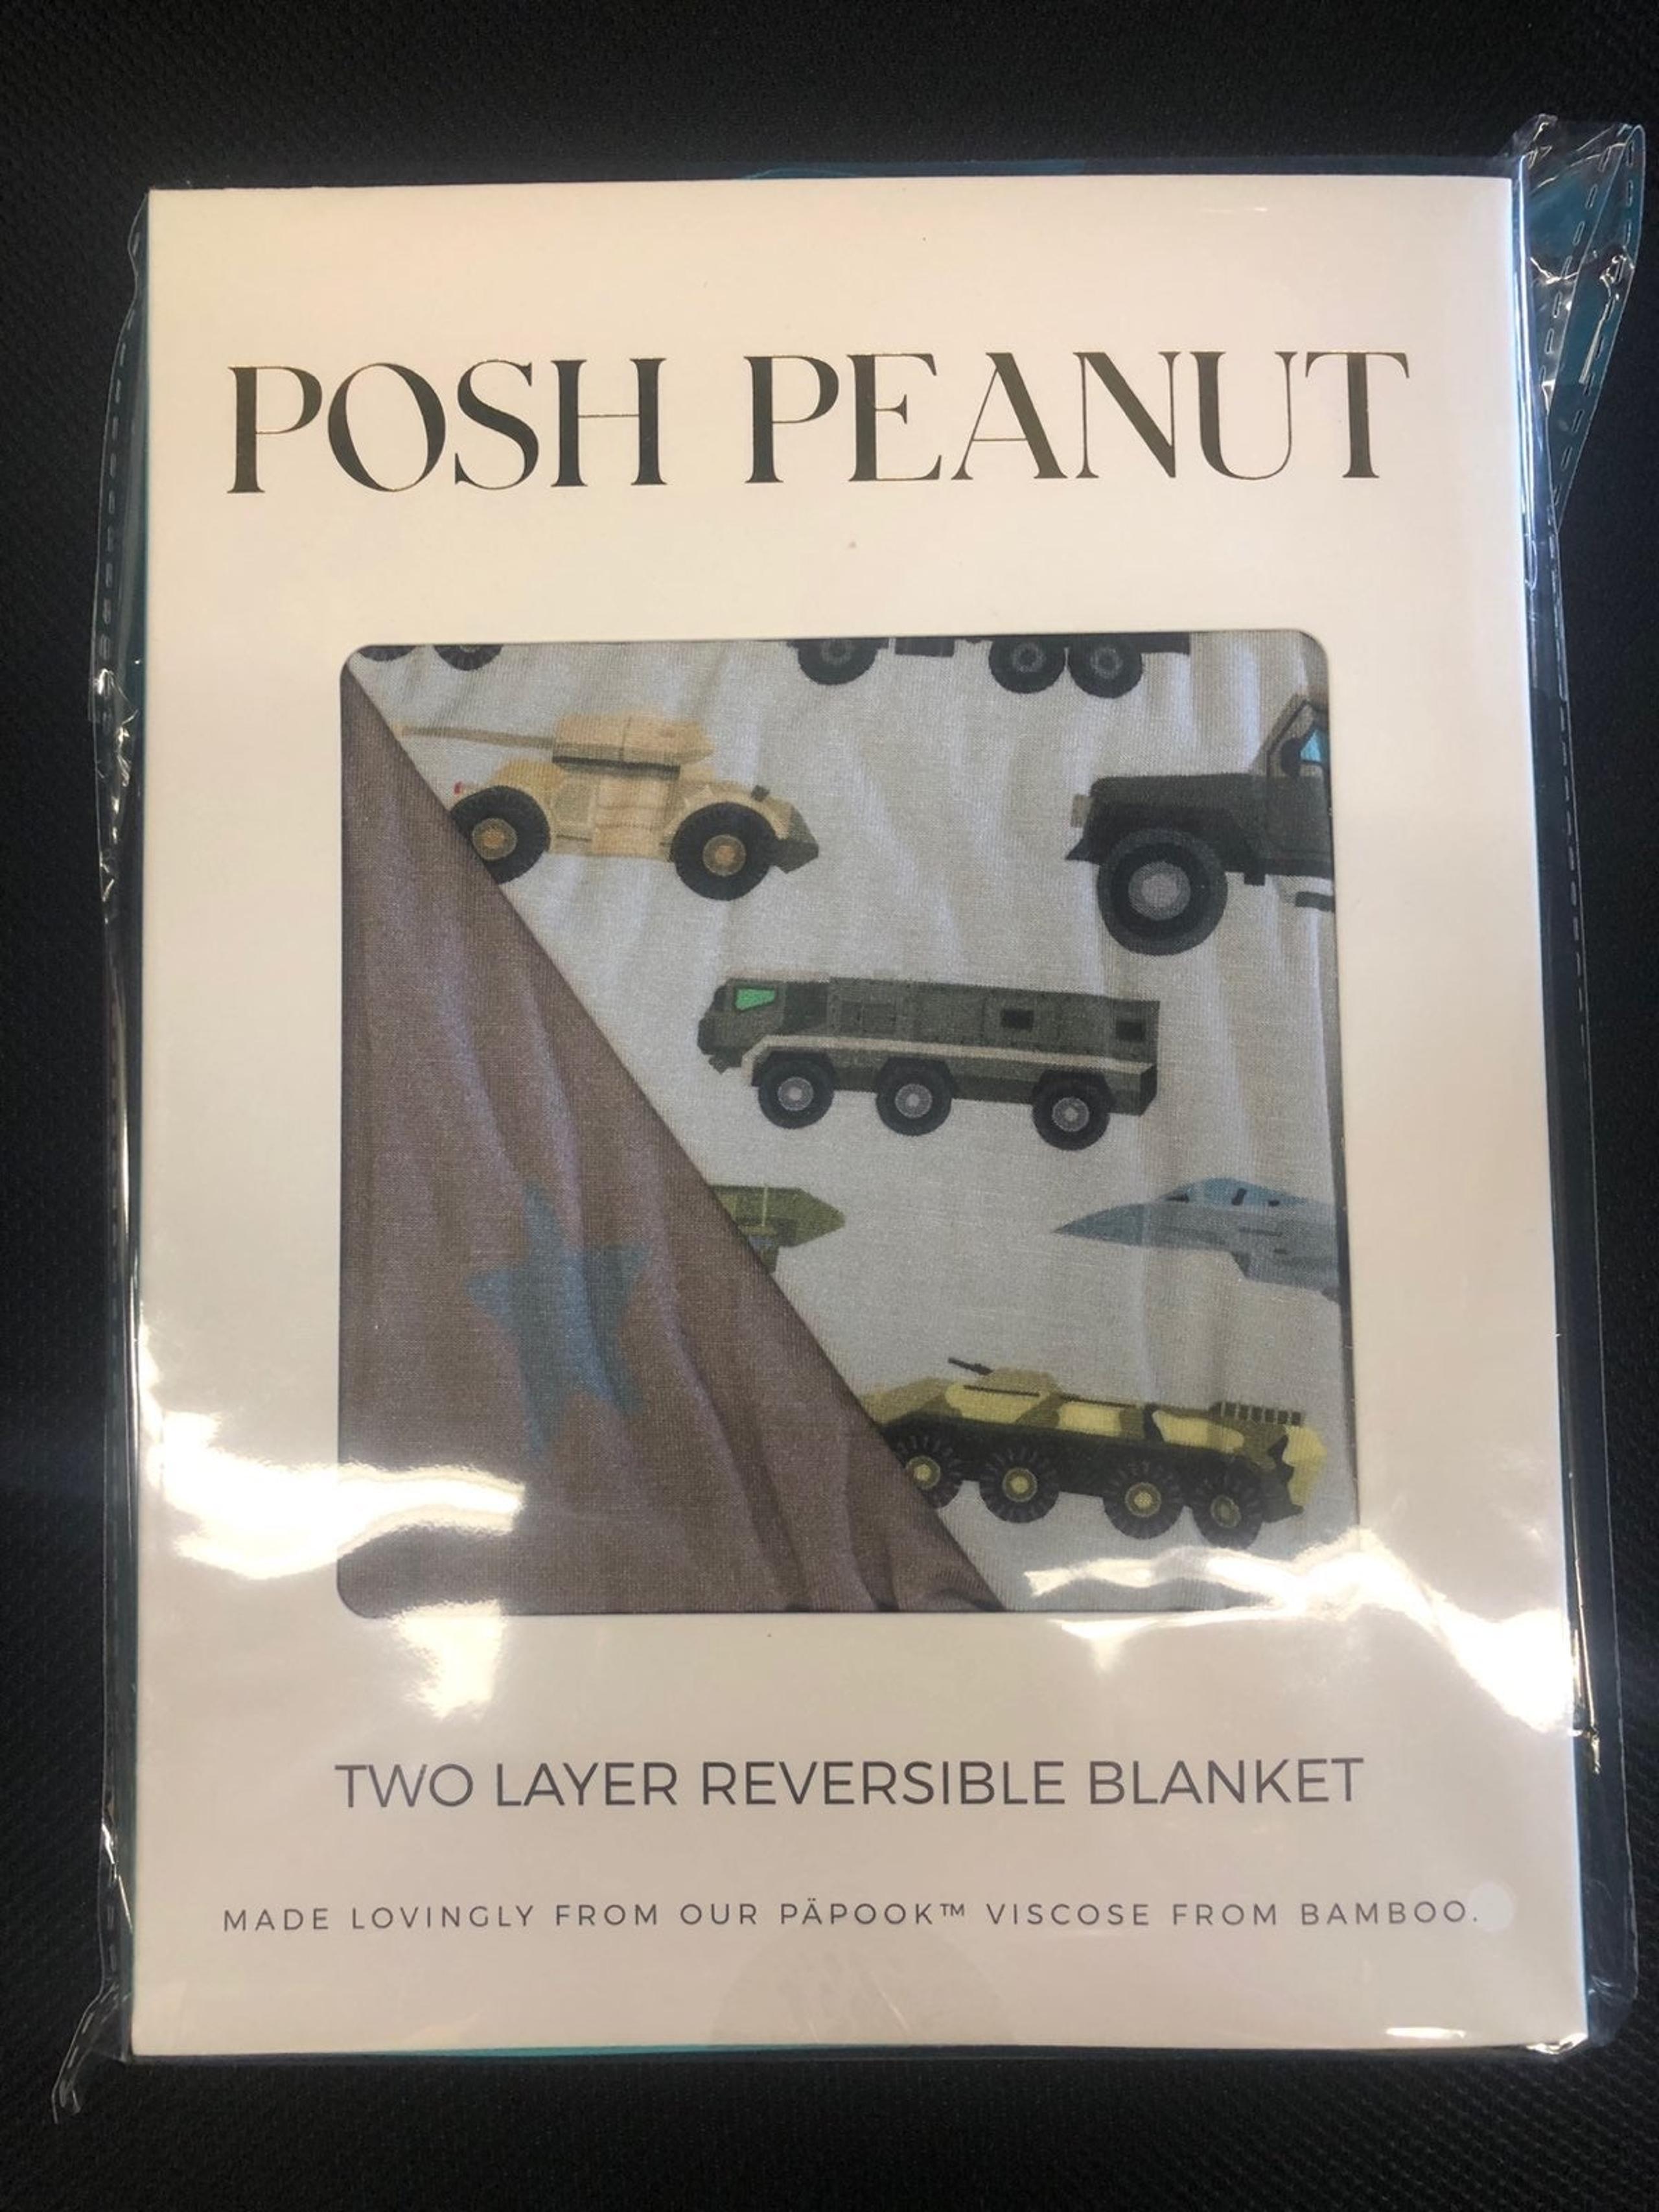 POSH PEANUT
TWO LAYER REVERSIBLE BLANKET
MADE LOVINGLY FROM OUR PÄPOOK™ VISCOSE FROM BAMBOO.